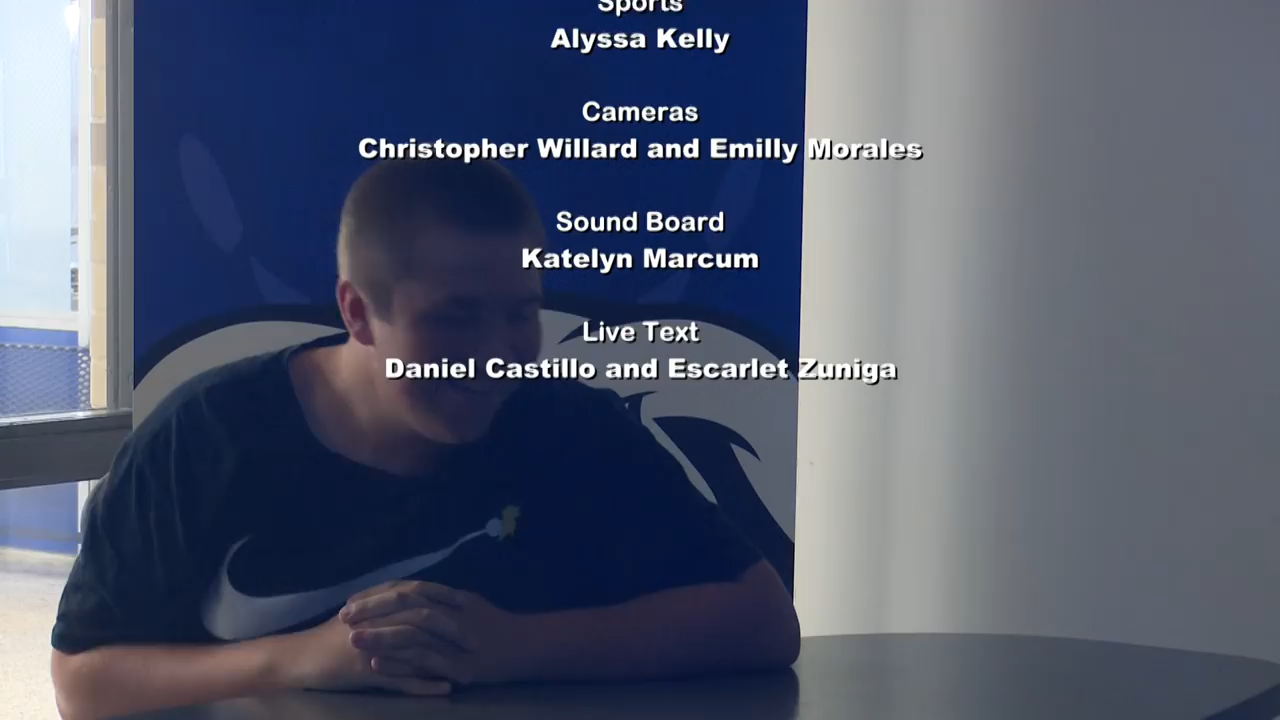 Sports
Alyssa Kelly
Cameras
Christopher Willard and Emilly Morales
Sound Board
Katelyn Marcum
Live Text
Daniel Castillo and Escarlet Zuniga